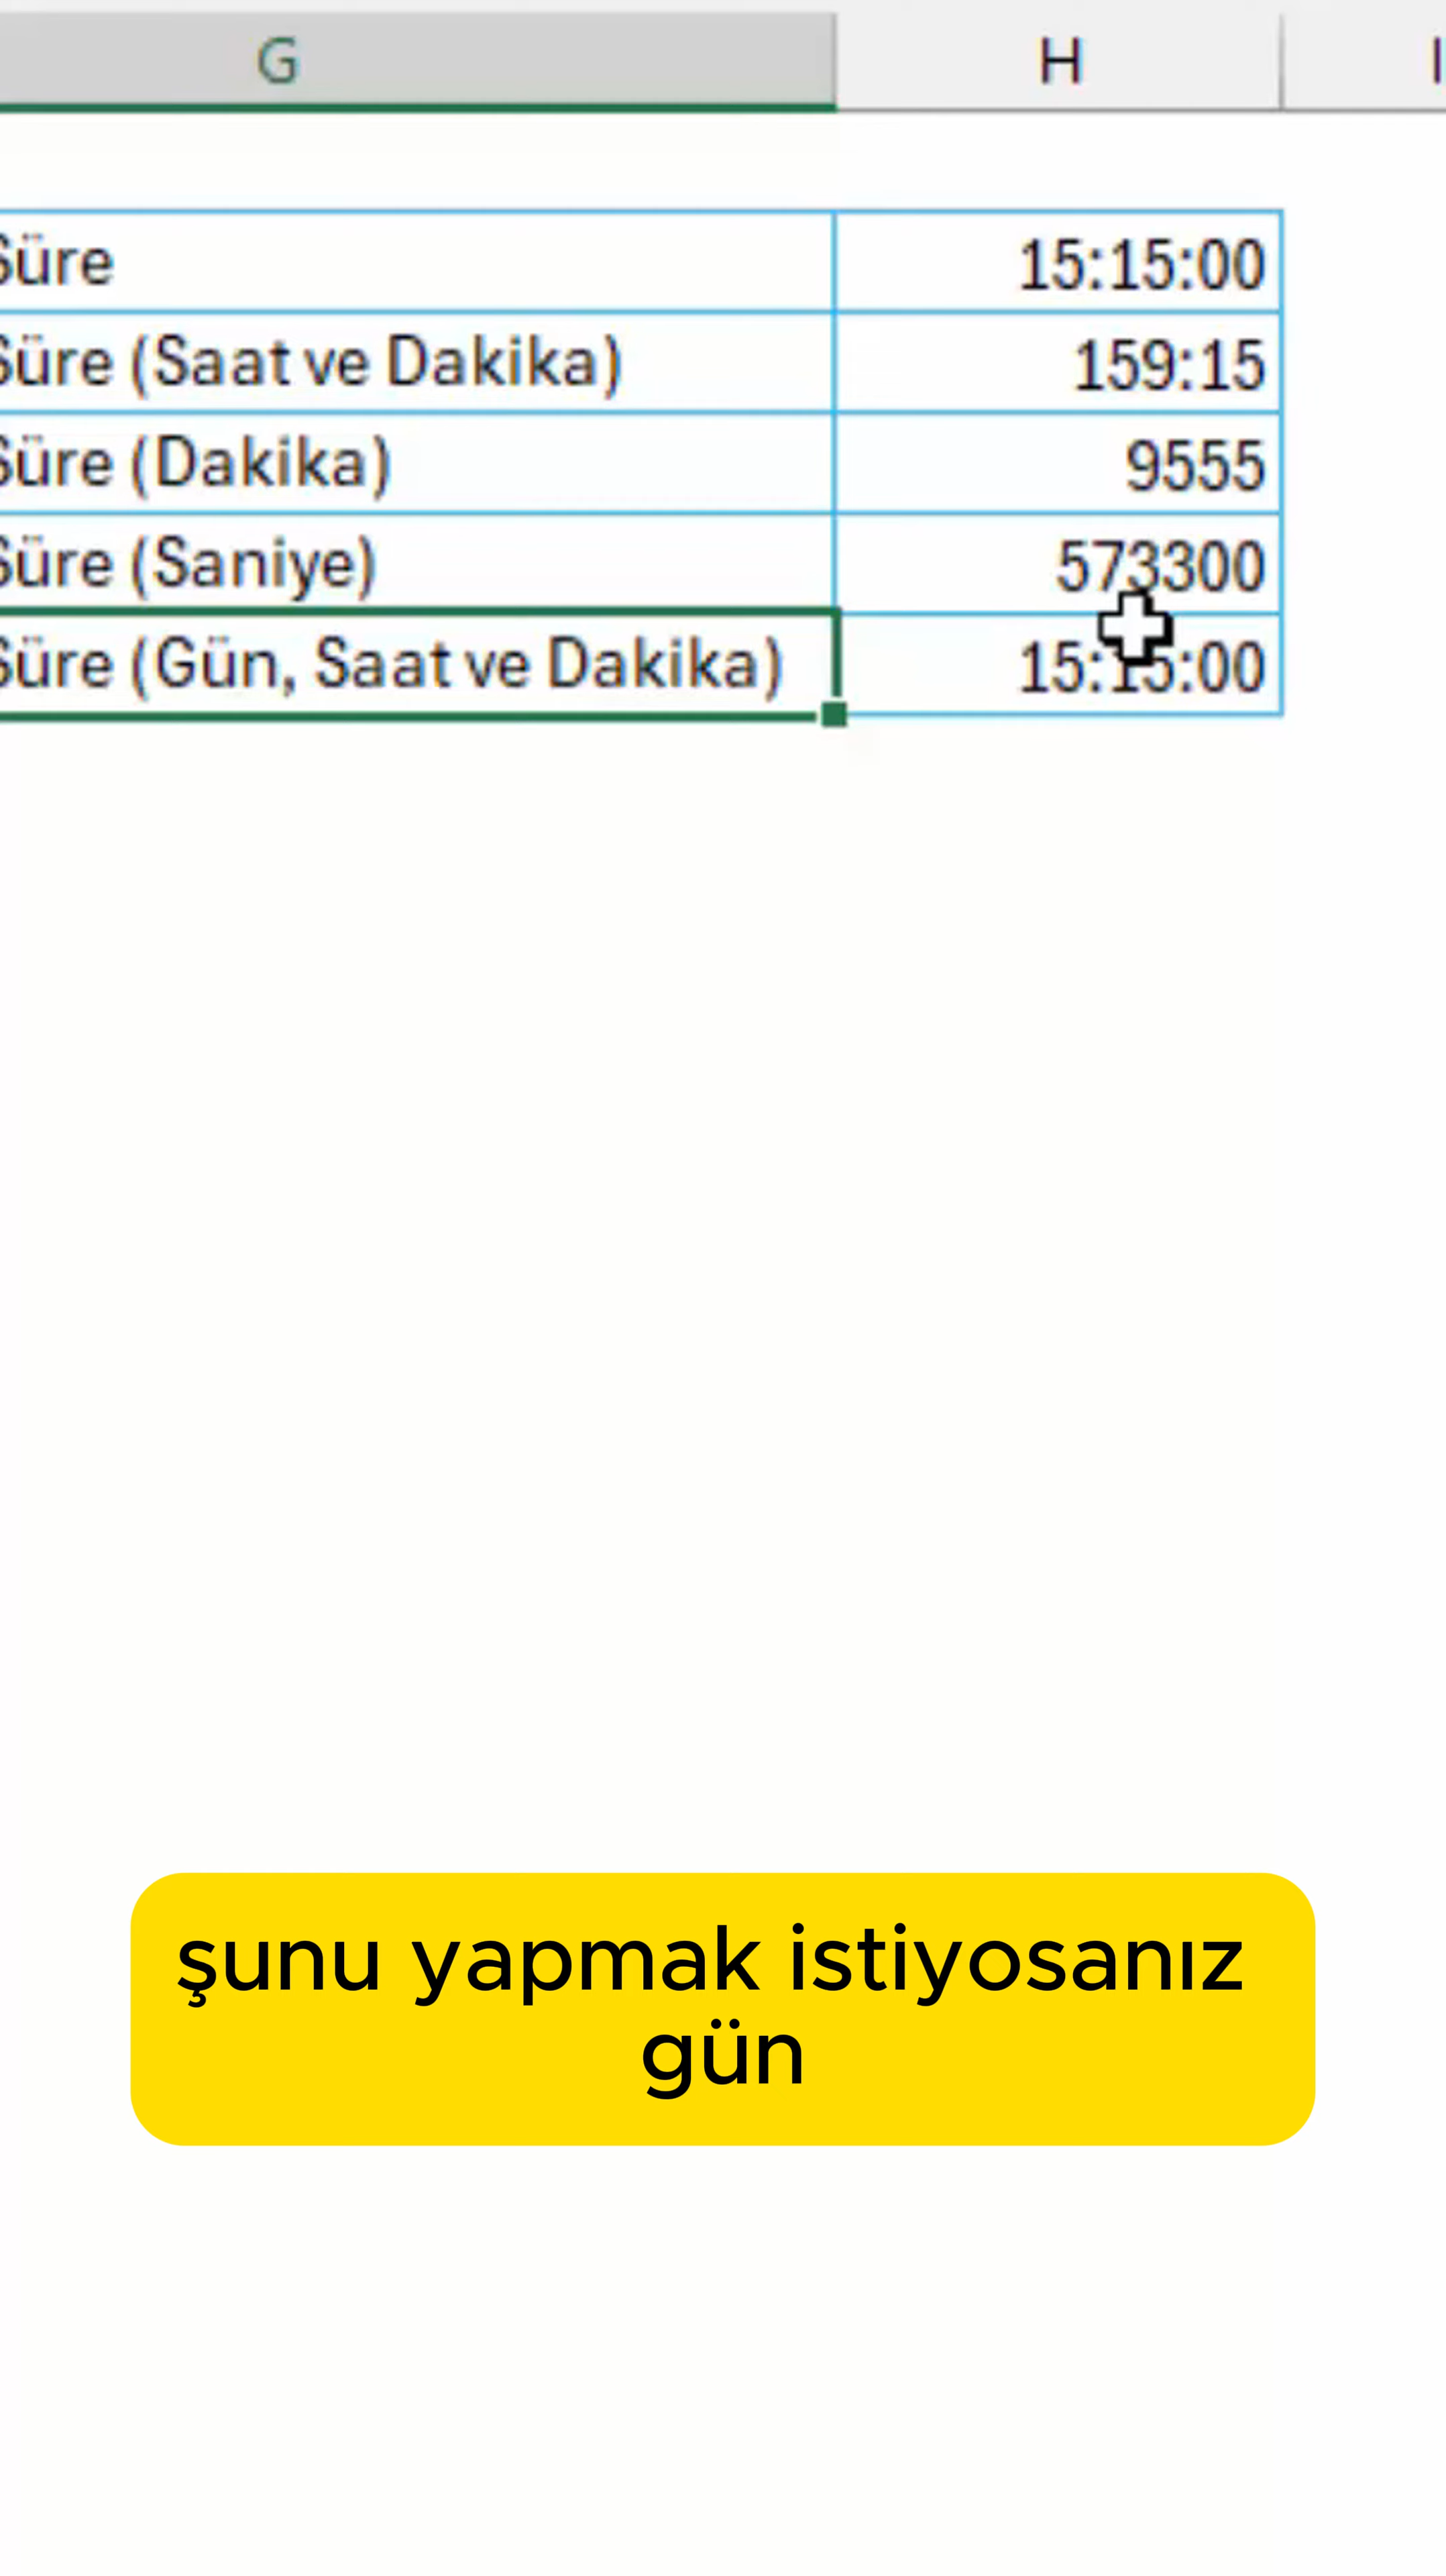 G H I
Süre 15:15:00
Süre (Saat ve Dakika) 159:15
Süre (Dakika) 9555
Süre (Saniye) 573300
Süre (Gün, Saat ve Dakika) 15:15:00
şunu yapmak istiyosanız
gün